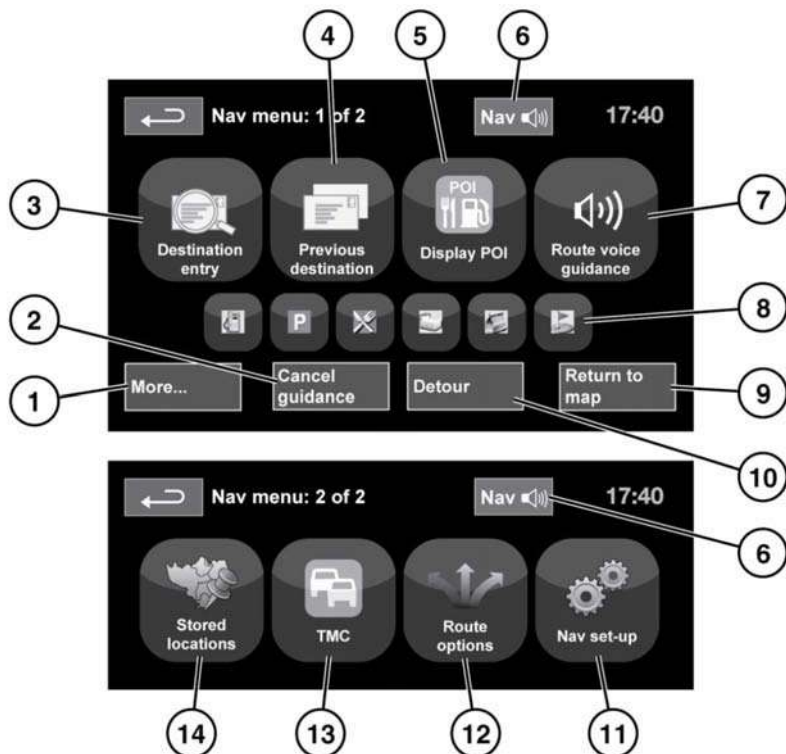 4
5
6
Nav menu: 1 of 2
Nav
17:40
3
7
POI
Destination
entry
Previous
destination
Display POI
Route voice
guidance
2
P
8
More...
Cancel
guidance
Detour
Return to
map
1
9
10
Nav menu: 2 of 2
Nav
17:40
6
Stored
locations
TMC
Route
options
Nav set-up
14
13
12
11